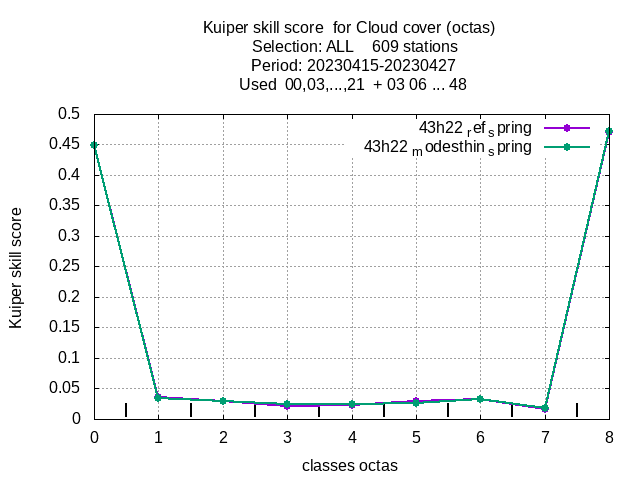 Kuiper skill score  for Cloud cover (octas)
Selection: ALL    609 stations
Period: 20230415-20230427
Used  00,03,...,21  + 03 06 ... 48
43h22 ref spring
43h22 modesthin spring
Kuiper skill score
0.5
0.45
0.4
0.35
0.3
0.25
0.2
0.15
0.1
0.05
0
0 1 2 3 4 5 6 7 8
classes octas